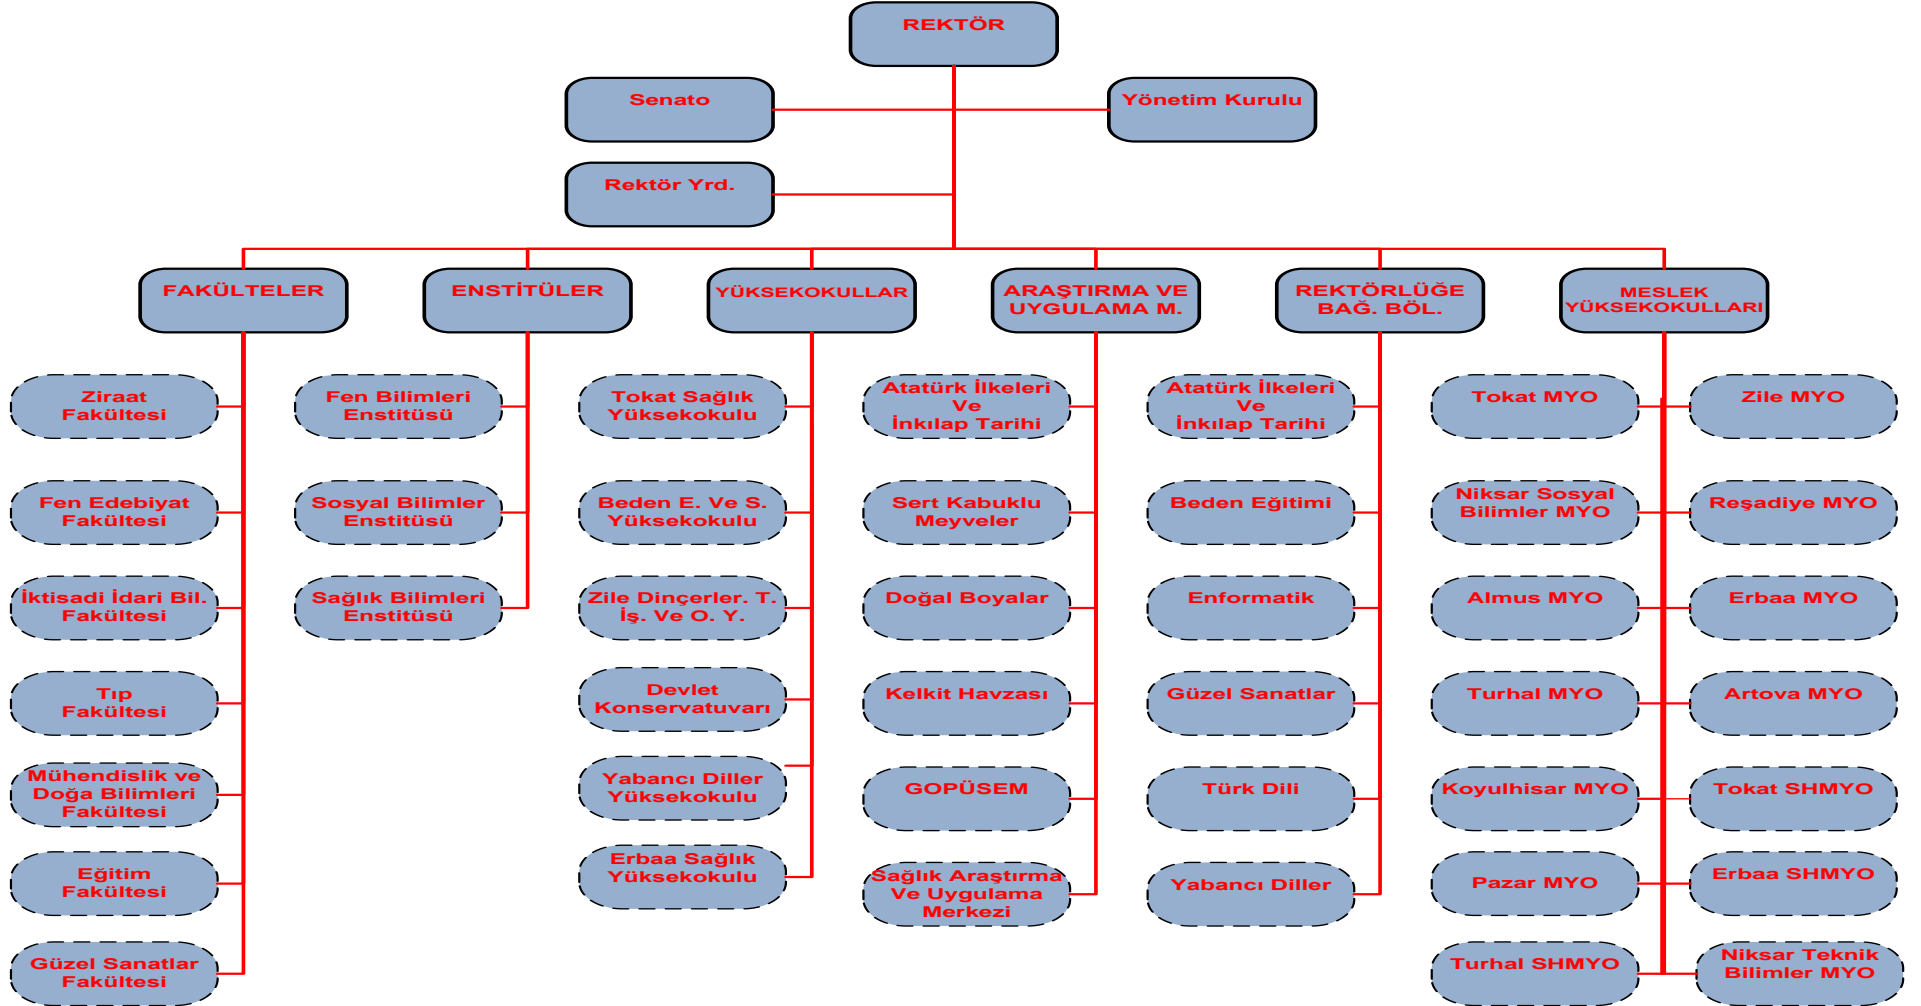 REKTÖR
Senato
Yönetim Kurulu
Rektör Yrd.
FAKÜLTELER
ENSTİTÜLER
YÜKSEKOKULLAR
ARAŞTIRMA VE
UYGULAMA M.
REKTÖRLÜĞE
BAĞ. BÖL.
MESLEK
YÜKSEKOKULLARI
Ziraat
Fakültesi
Fen Edebiyat
Fakültesi
İktisadi İdari Bil.
Fakültesi
Tıp
Fakültesi
Mühendislik ve
Doğa Bilimleri
Fakültesi
Eğitim
Fakültesi
Güzel Sanatlar
Fakültesi
Fen Bilimleri
Enstitüsü
Sosyal Bilimler
Enstitüsü
Sağlık Bilimleri
Enstitüsü
Tokat Sağlık
Yüksekokulu
Beden E. Ve S.
Yüksekokulu
Zile Dinçerler. T.
İş. Ve O. Y.
Devlet
Konservatuvarı
Yabancı Diller
Yüksekokulu
Erbaa Sağlık
Yüksekokulu
Atatürk İlkeleri
Ve
İnkılap Tarihi
Sert Kabuklu
Meyveler
Doğal Boyalar
Kelkit Havzası
GOPÜSEM
Sağlık Araştırma
Ve Uygulama
Merkezi
Atatürk İlkeleri
Ve
İnkılap Tarihi
Beden Eğitimi
Enformatik
Güzel Sanatlar
Türk Dili
Yabancı Diller
Tokat MYO
Niksar Sosyal
Bilimler MYO
Almus MYO
Turhal MYO
Koyulhisar MYO
Pazar MYO
Turhal SHMYO
Zile MYO
Reşadiye MYO
Erbaa MYO
Artova MYO
Tokat SHMYO
Erbaa SHMYO
Niksar Teknik
Bilimler MYO